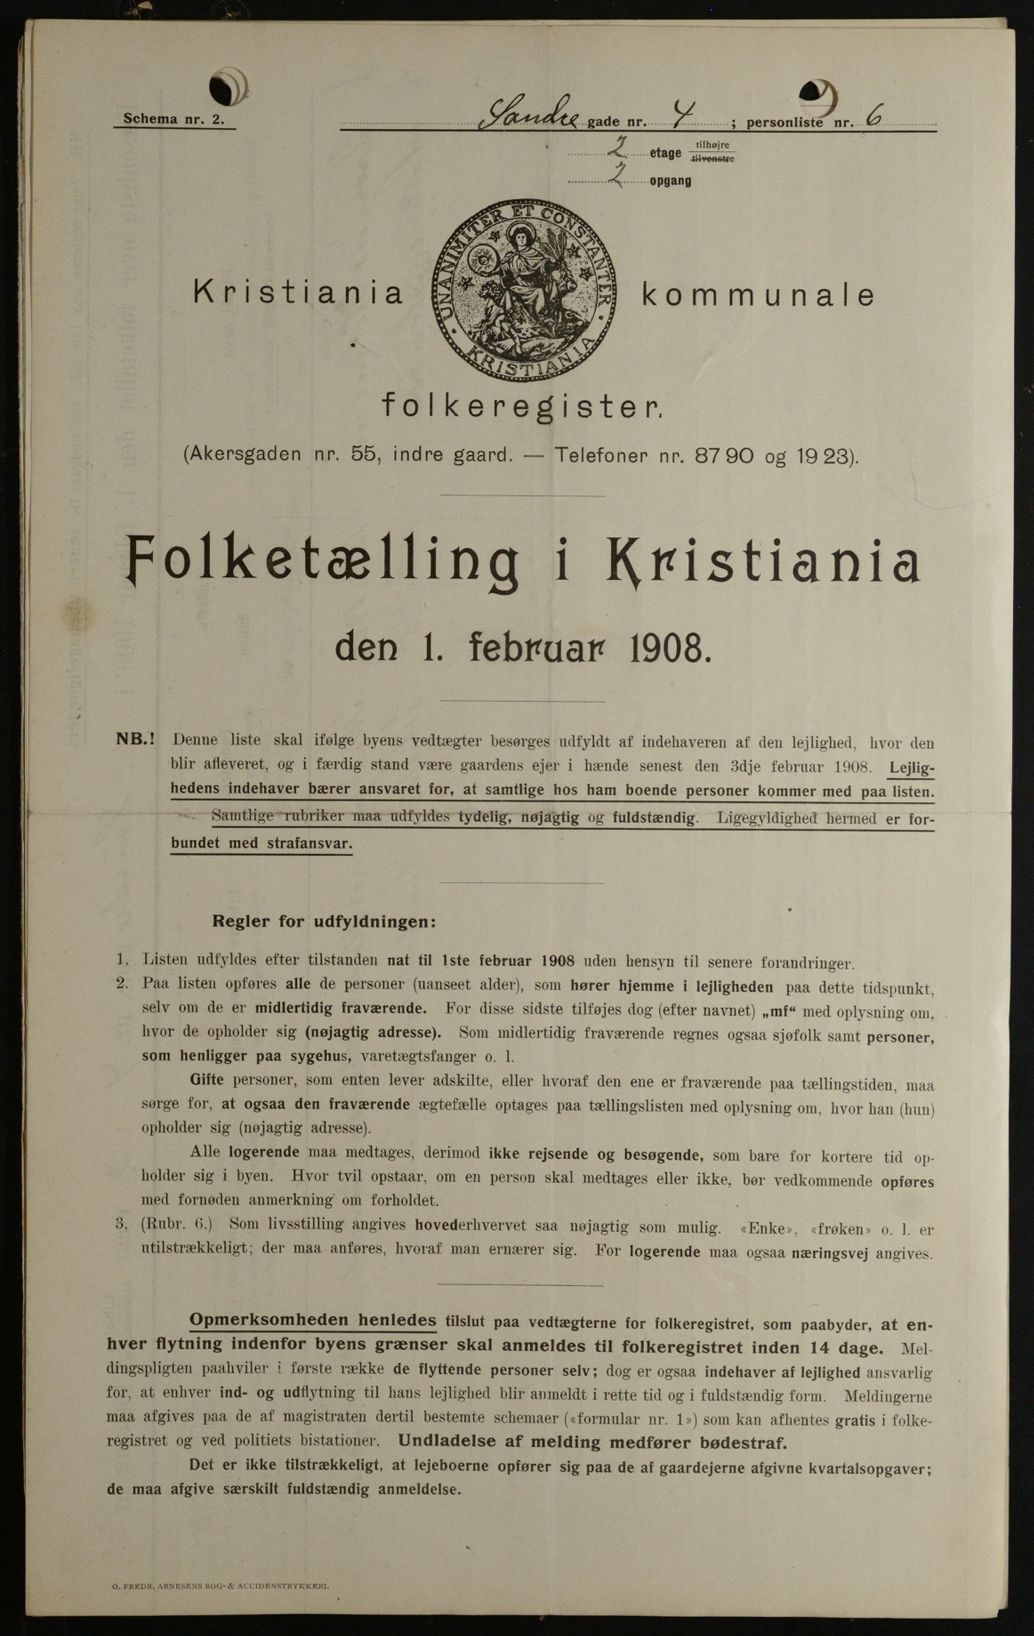 Schema nr. 2.
Søndre gade nr. 4 ; personliste nr. 6
2 etage tilhøjre
tilvenstre
2 opgang
UNANIMITER ET CONSTANTER
KRISTIANIA
Kristiania kommunale
folkeregister.
(Akersgaden nr. 55, indre gaard. — Telefoner nr. 87 90 og 19 23).
Folketælling i Kristiania
den 1. februar 1908.
NB.! Denne liste skal ifølge byens vedtægter besørges udfyldt af indehaveren af den lejlighed, hvor den
blir afleveret, og i færdig stand være gaardens ejer i hænde senest den 3dje februar 1908. Lejlig-
hedens indehaver bærer ansvaret for, at samtlige hos ham boende personer kommer med paa listen.
Samtlige rubriker maa udfyldes tydelig, nøjagtig og fuldstændig. Ligegyldighed hermed er for-
bundet med strafansvar.
Regler for udfyldningen:
1. Listen udfyldes efter tilstanden nat til 1ste februar 1908 uden hensyn til senere forandringer.
2. Paa listen opføres alle de personer (uanseet alder), som hører hjemme i lejligheden paa dette tidspunkt,
selv om de er midlertidig fraværende. For disse sidste tilføjes dog (efter navnet) „mf“ med oplysning om,
hvor de opholder sig (nøjagtig adresse). Som midlertidig fraværende regnes ogsaa sjøfolk samt personer,
som henligger paa sygehus, varetægtsfanger o. l.
Gifte personer, som enten lever adskilte, eller hvoraf den ene er fraværende paa tællingstiden, maa
sørge for, at ogsaa den fraværende ægtefælle optages paa tællingslisten med oplysning om, hvor han (hun)
opholder sig (nøjagtig adresse).
Alle logerende maa medtages, derimod ikke rejsende og besøgende, som bare for kortere tid op-
holder sig i byen. Hvor tvil opstaar, om en person skal medtages eller ikke, bør vedkommende opføres
med fornøden anmerkning om forholdet.
3. (Rubr. 6.) Som livsstilling angives hovederhvervet saa nøjagtig som mulig. «Enke», «frøken» o. l. er
utilstrækkeligt; der maa anføres, hvoraf man ernærer sig. For logerende maa ogsaa næringsvej angives.
Opmerksomheden henledes tilslut paa vedtægterne for folkeregistret, som paabyder, at en-
hver flytning indenfor byens grænser skal anmeldes til folkeregistret inden 14 dage. Mel-
dingspligten paahviler i første række de flyttende personer selv; dog er ogsaa indehaver af lejlighed ansvarlig
for, at enhver ind- og udflytning til hans lejlighed blir anmeldt i rette tid og i fuldstændig form. Meldingerne
maa afgives paa de af magistraten dertil bestemte schemaer («formular nr. 1») som kan afhentes gratis i folke-
registret og ved politiets bistationer. Undladelse af melding medfører bødestraf.
Det er ikke tilstrækkeligt, at lejeboerne opfører sig paa de af gaardejerne afgivne kvartalsopgaver;
de maa afgive særskilt fuldstændig anmeldelse.
O. FREDR. ARNESENS BOG- & ACCIDENSTRYKKERI.